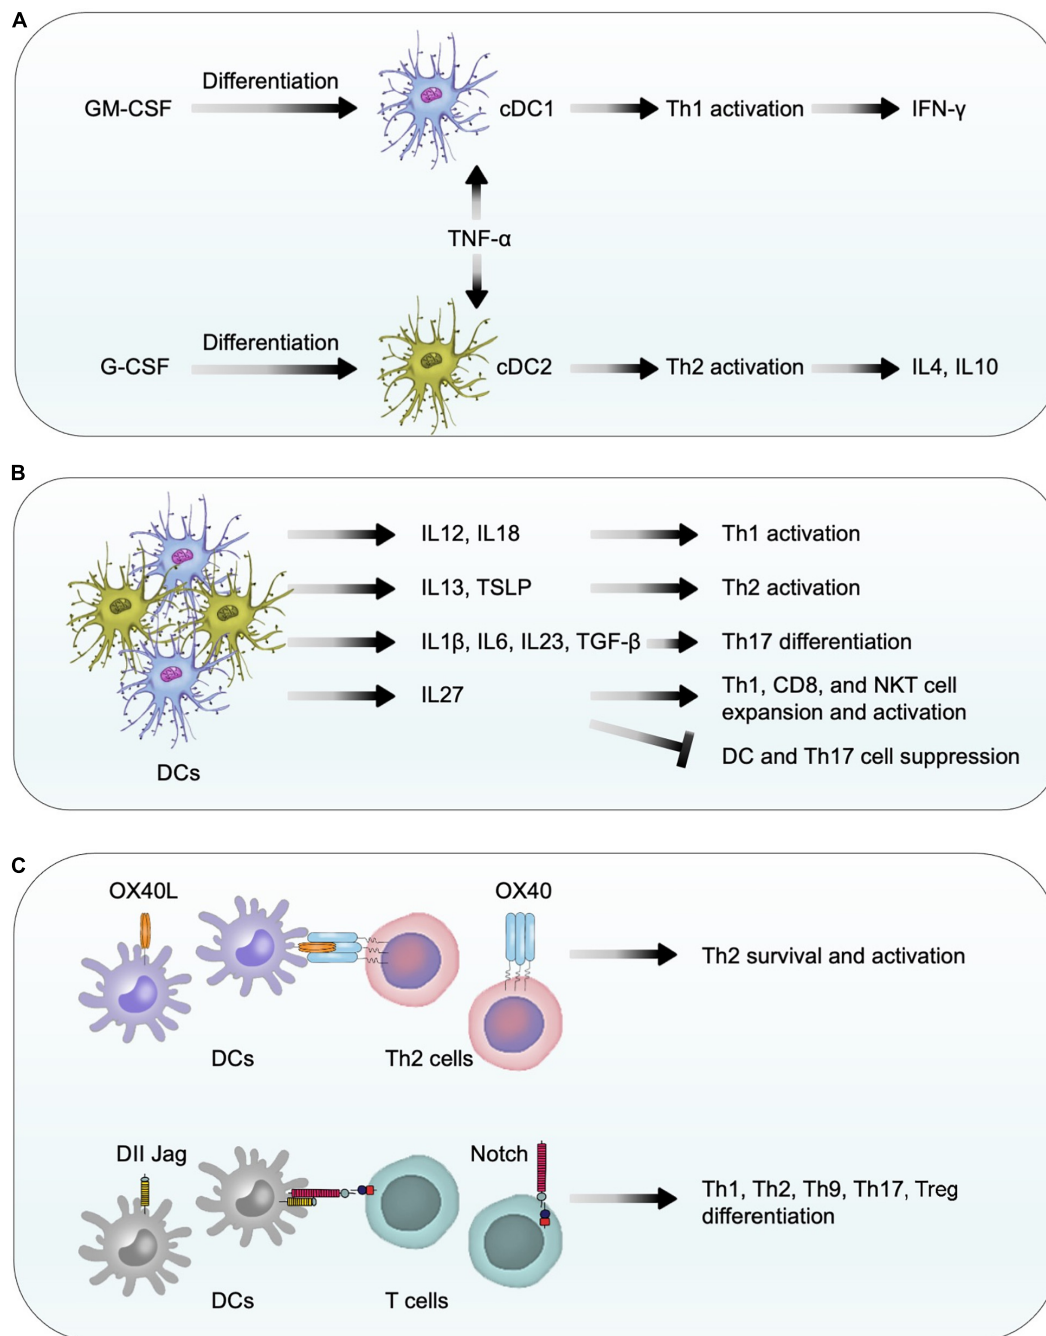 A
GM-CSF
Differentiation
cDC1
Th1 activation
IFN-γ
TNF-α
G-CSF
Differentiation
cDC2
Th2 activation
IL4, IL10
B
IL12, IL18
Th1 activation
IL13, TSLP
Th2 activation
IL1β, IL6, IL23, TGF-β
Th17 differentiation
IL27
Th1, CD8, and NKT cell
expansion and activation
DC and Th17 cell suppression
DCs
C
OX40L
OX40
Th2 survival and activation
DCs
Th2 cells
DII Jag
Notch
Th1, Th2, Th9, Th17, Treg
differentiation
DCs
T cells